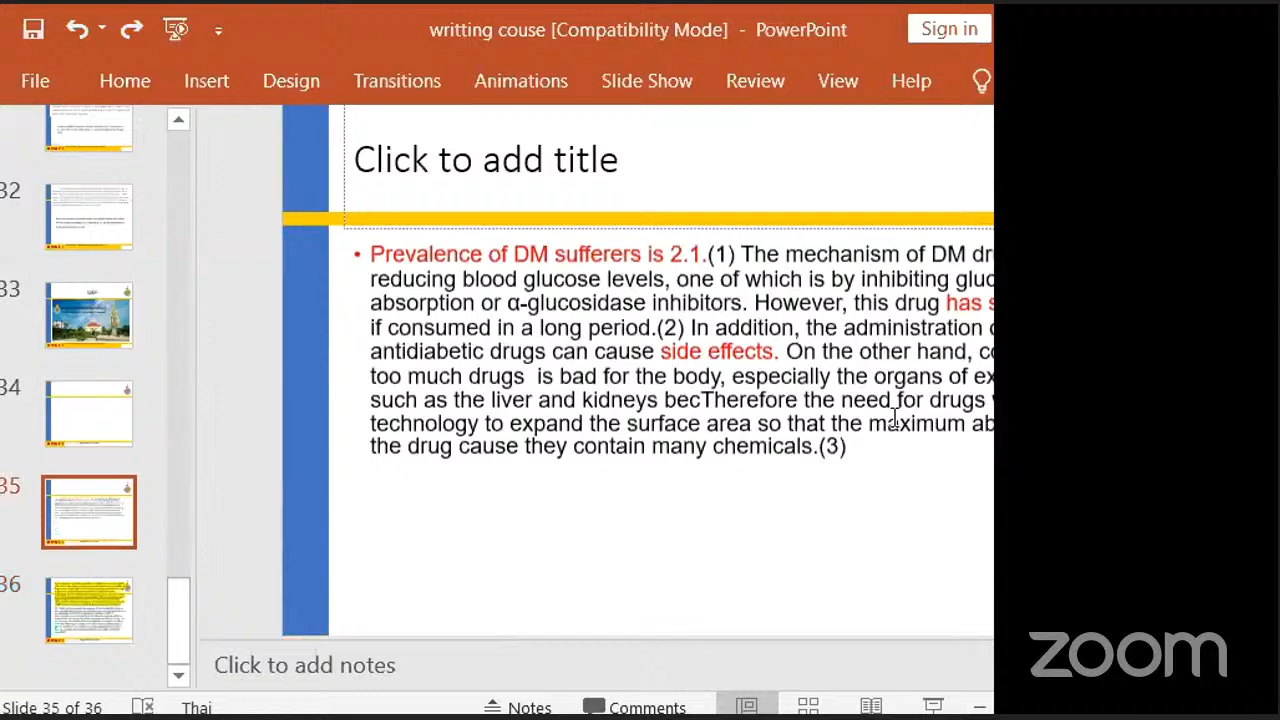 writting couse [Compatibility Mode] - PowerPoint
Sign in
File Home Insert Design Transitions Animations Slide Show Review View Help
Click to add title
• Prevalence of DM sufferers is 2.1.(1) The mechanism of DM dr
reducing blood glucose levels, one of which is by inhibiting gluc
absorption or α-glucosidase inhibitors. However, this drug has s
if consumed in a long period.(2) In addition, the administration
antidiabetic drugs can cause side effects. On the other hand, c
too much drugs is bad for the body, especially the organs of ex
such as the liver and kidneys becTherefore the need for drugs
technology to expand the surface area so that the maximum ab
the drug cause they contain many chemicals.(3)
32
33
34
35
36
Click to add notes
Slide 35 of 36 Thai Notes Comments
zoom